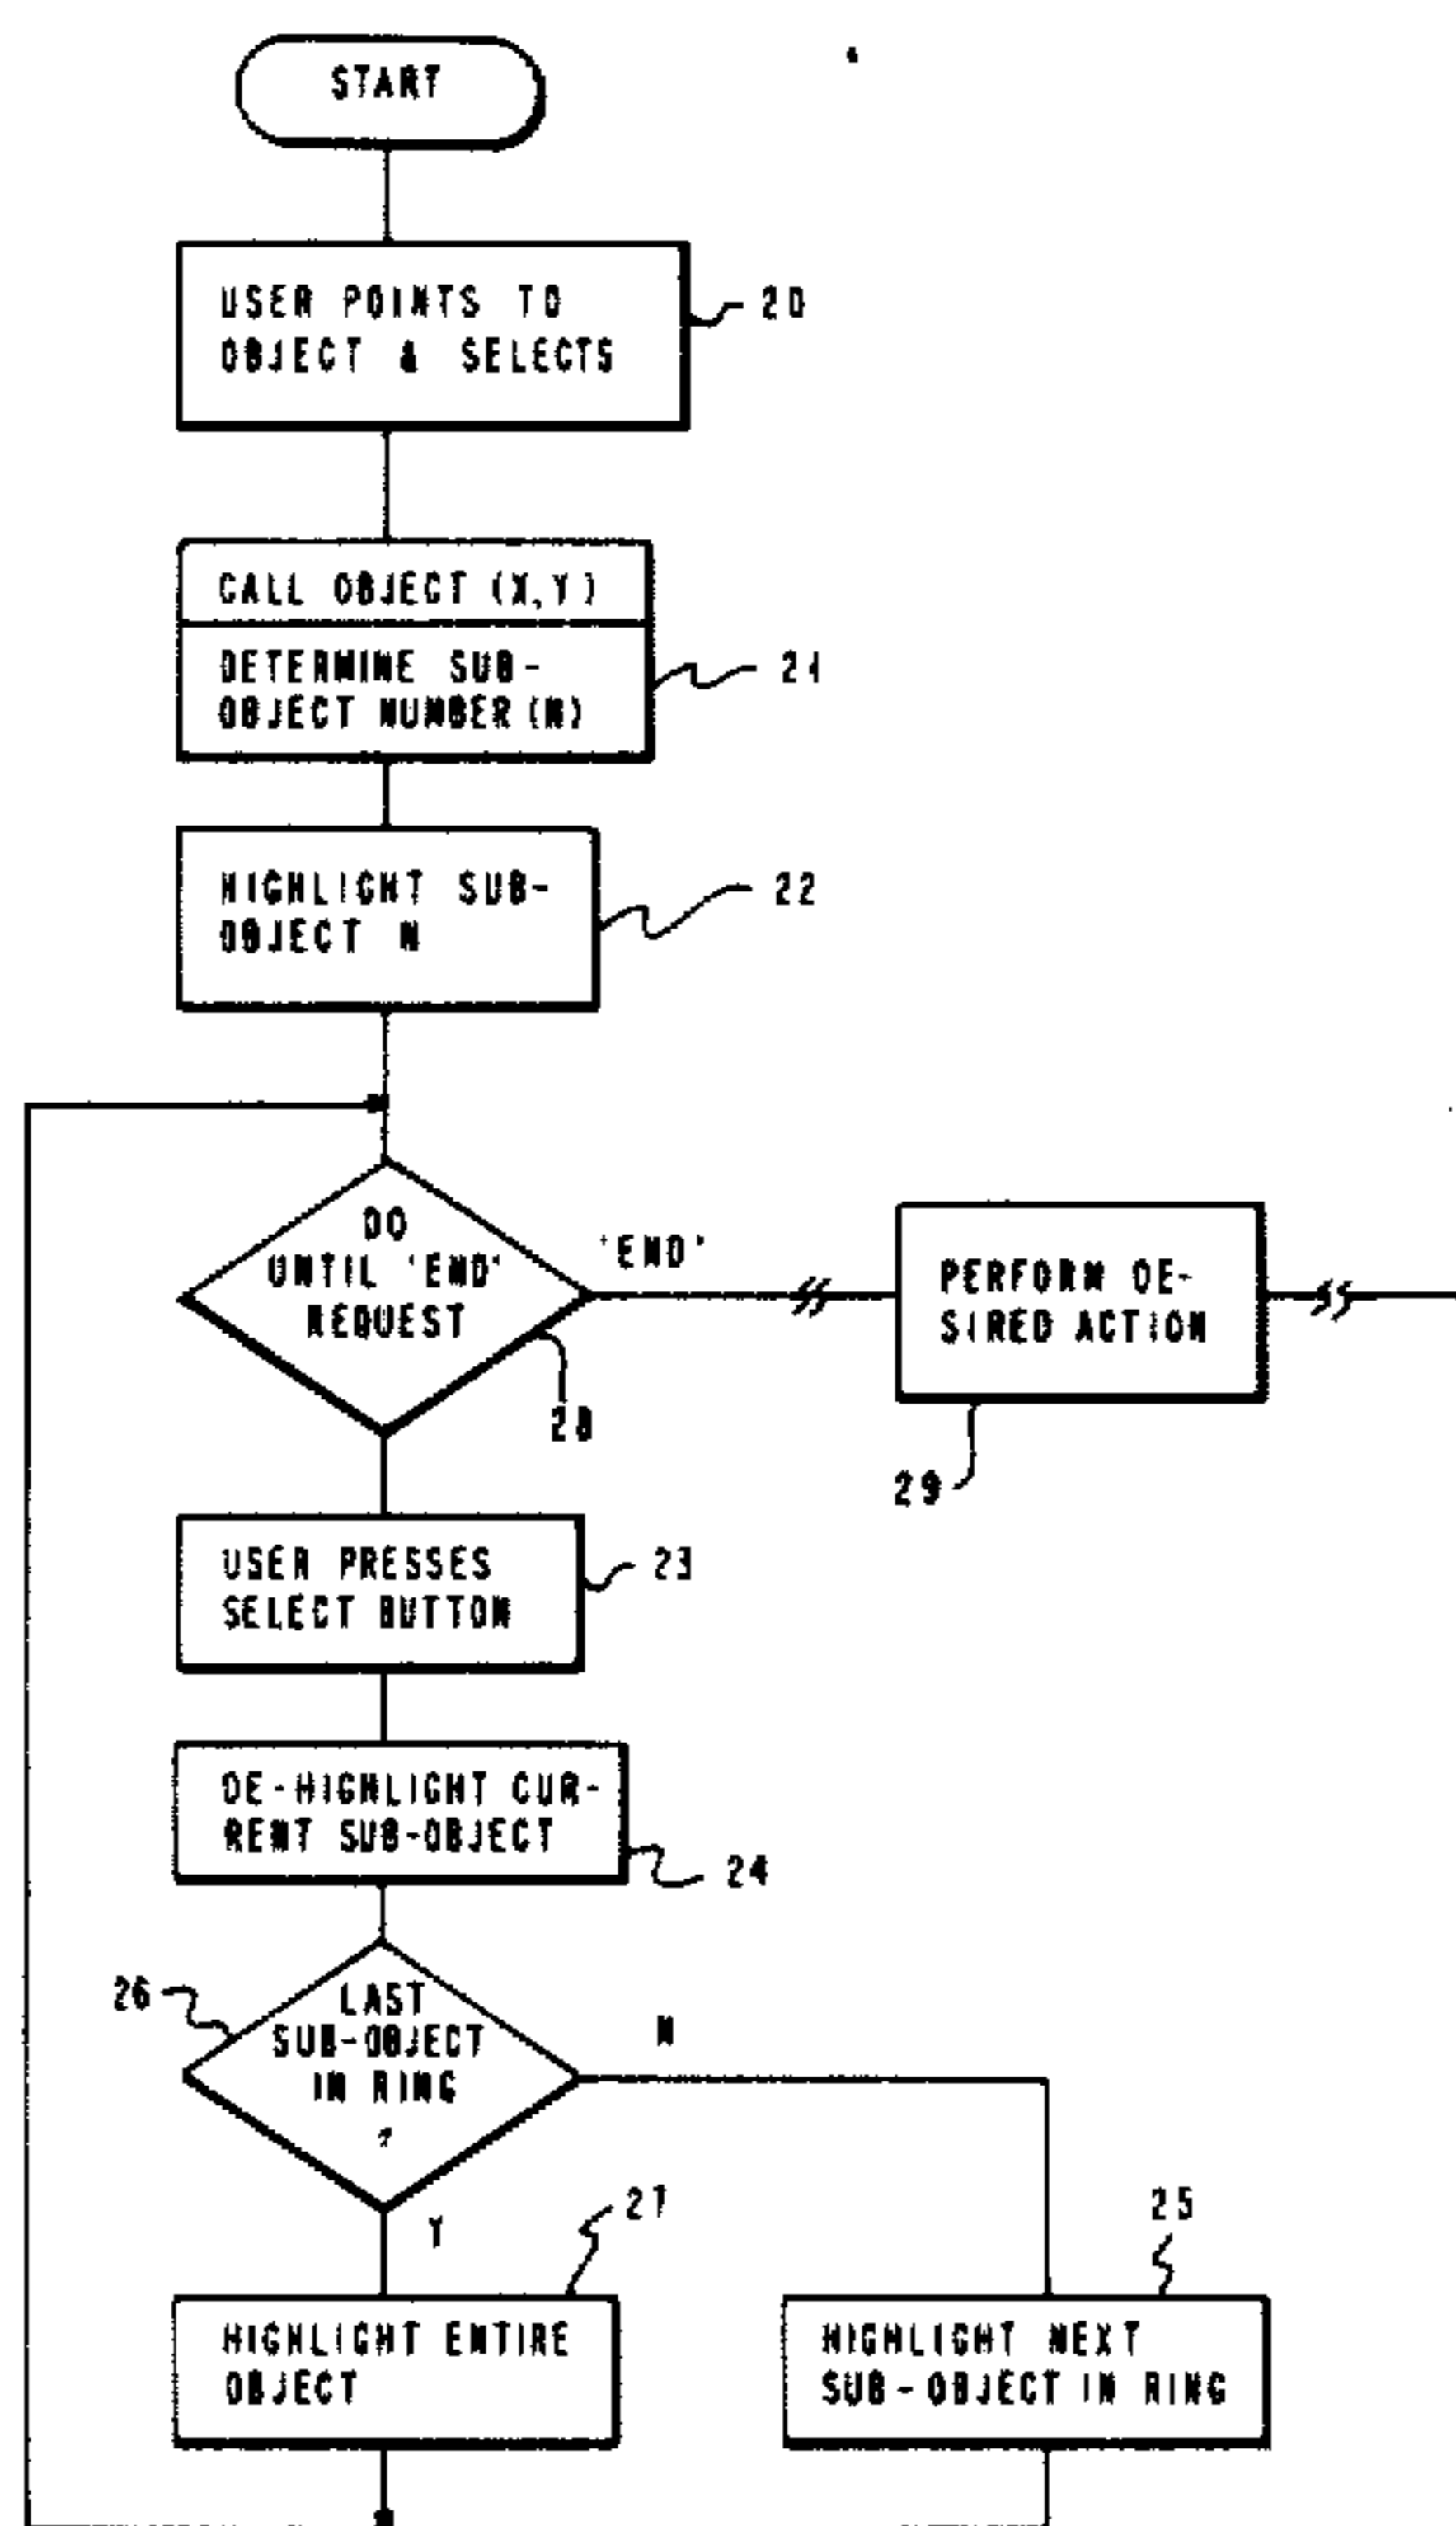 START
USER POINTS TO
OBJECT & SELECTS
20
CALL OBJECT (X,Y)
DETERMINE SUB-
OBJECT NUMBER (N)
21
HIGHLIGHT SUB-
OBJECT N
22
DO
UNTIL 'END'
REQUEST
'END'
28
PERFORM DE-
SIRED ACTION
29
USER PRESSES
SELECT BUTTON
23
DE-HIGHLIGHT CUR-
RENT SUB-OBJECT
24
26
LAST
SUB-OBJECT
IN RING
?
N
Y
27
25
HIGHLIGHT ENTIRE
OBJECT
HIGHLIGHT NEXT
SUB-OBJECT IN RING